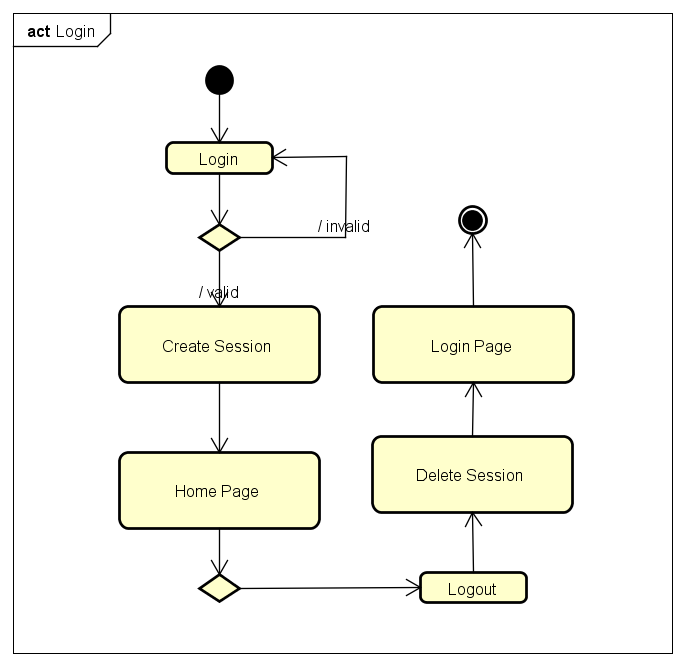 act Login
Login
/ invalid
/ valid
Create Session
Login Page
Home Page
Delete Session
Logout